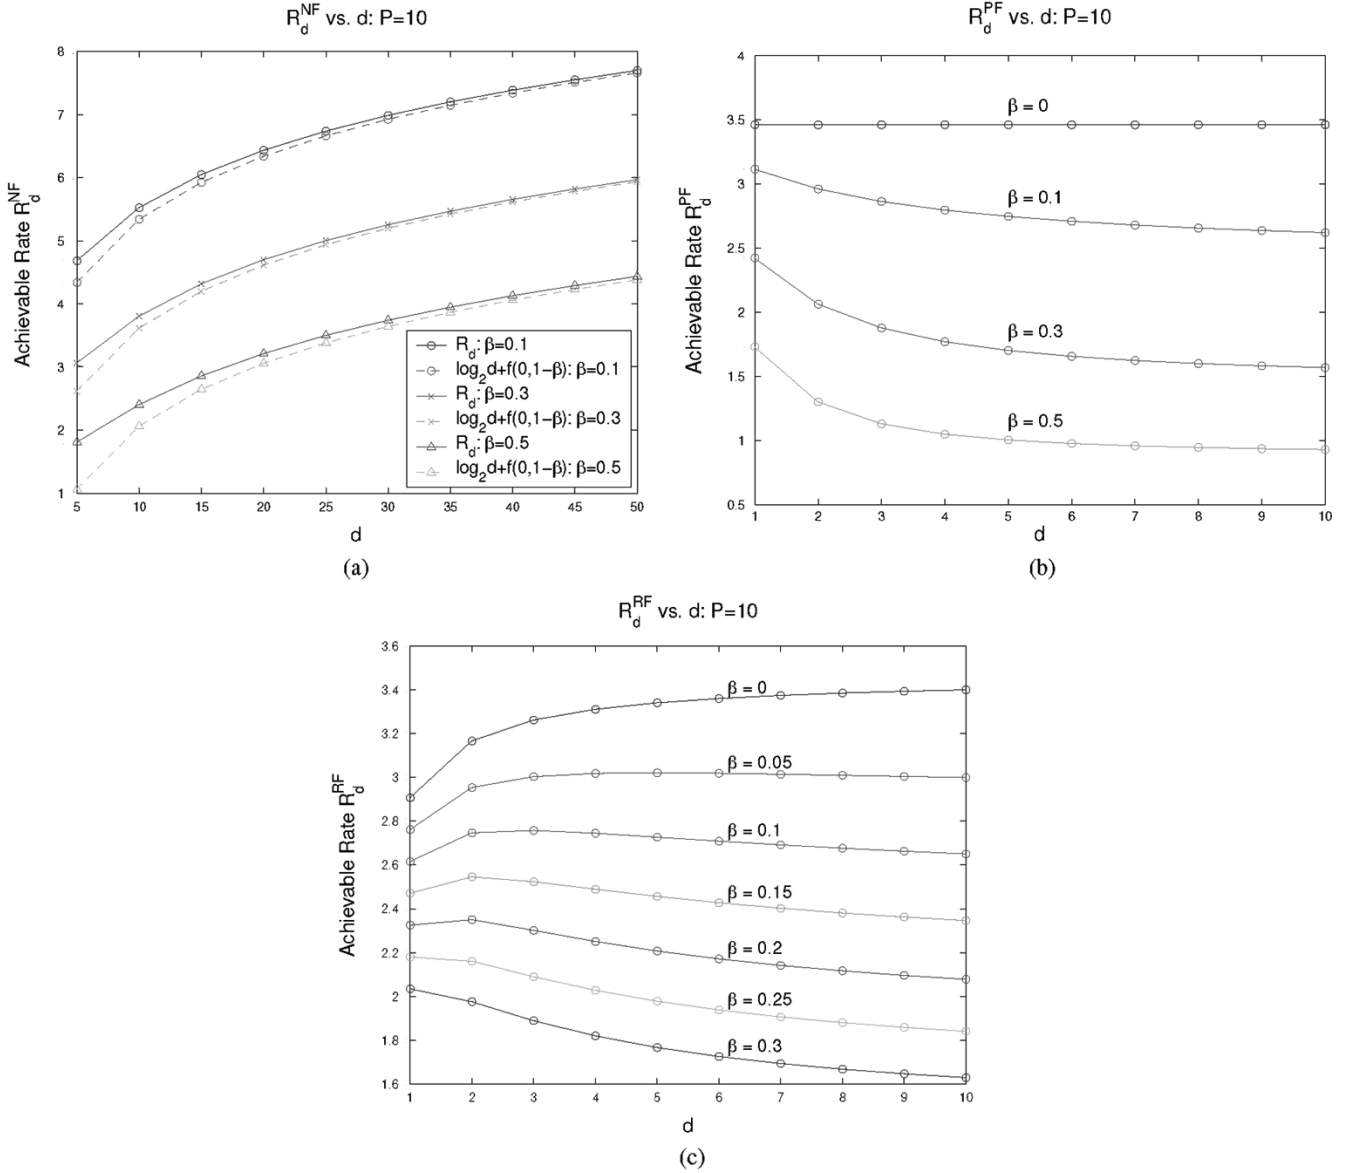 R_d^NF vs. d: P=10
Achievable Rate R_d^NF
8
7
6
5
4
3
2
1
5 10 15 20 25 30 35 40 45 50
d
R_d: β=0.1
log_2d+f(0,1−β): β=0.1
R_d: β=0.3
log_2d+f(0,1−β): β=0.3
R_d: β=0.5
log_2d+f(0,1−β): β=0.5
(a)
R_d^PF vs. d: P=10
Achievable Rate R_d^PF
4
3.5
3
2.5
2
1.5
1
0.5
β = 0
β = 0.1
β = 0.3
β = 0.5
1 2 3 4 5 6 7 8 9 10
d
(b)
R_d^RF vs. d: P=10
Achievable Rate R_d^RF
3.6
3.4
3.2
3
2.8
2.6
2.4
2.2
2
1.8
1.6
β = 0
β = 0.05
β = 0.1
β = 0.15
β = 0.2
β = 0.25
β = 0.3
1 2 3 4 5 6 7 8 9 10
d
(c)